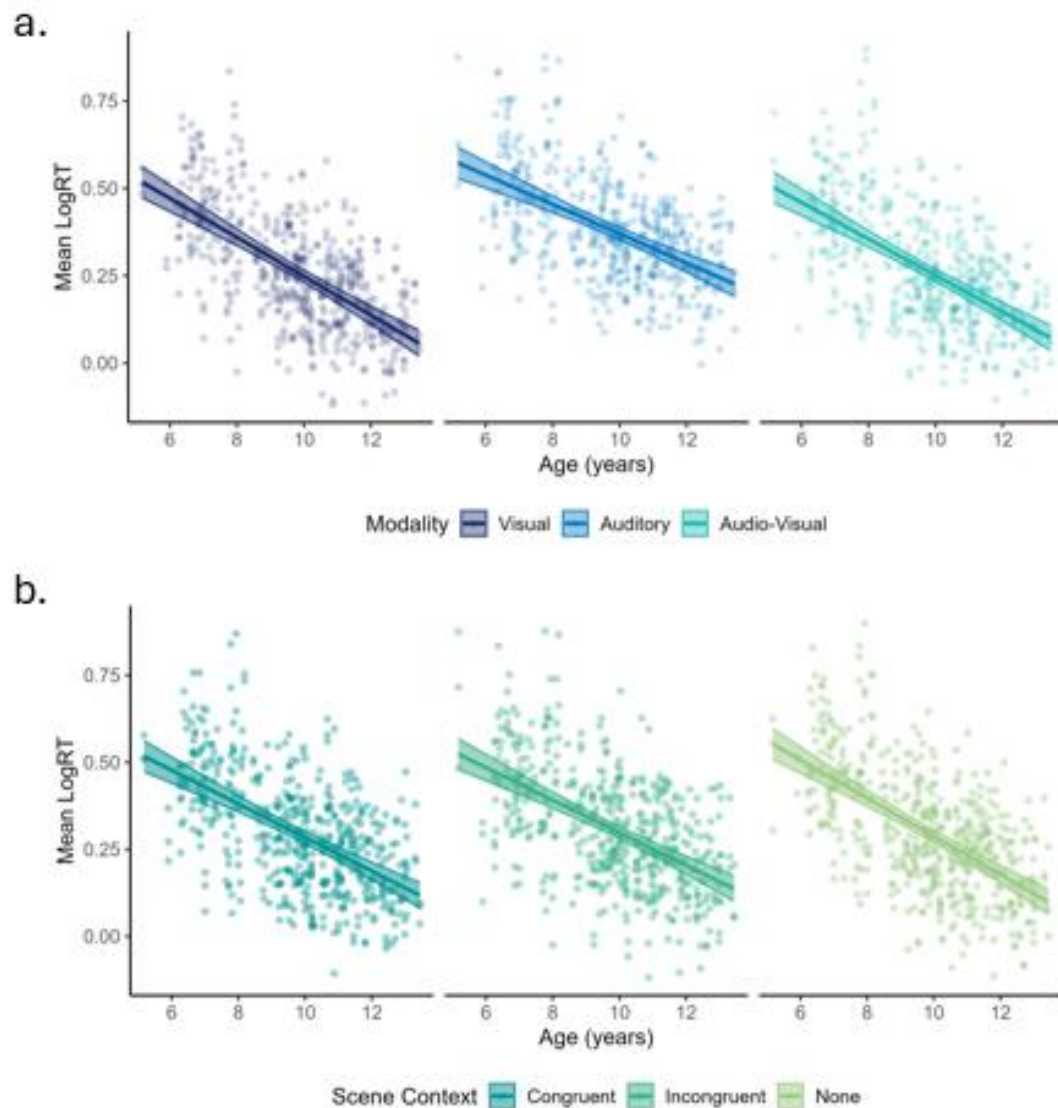 a.
Mean LogRT
0.75
0.50
0.25
0.00
6 8 10 12 6 8 10 12 6 8 10 12
Age (years)
Modality Visual Auditory Audio-Visual
b.
Mean LogRT
0.75
0.50
0.25
0.00
6 8 10 12 6 8 10 12 6 8 10 12
Age (years)
Scene Context Congruent Incongruent None